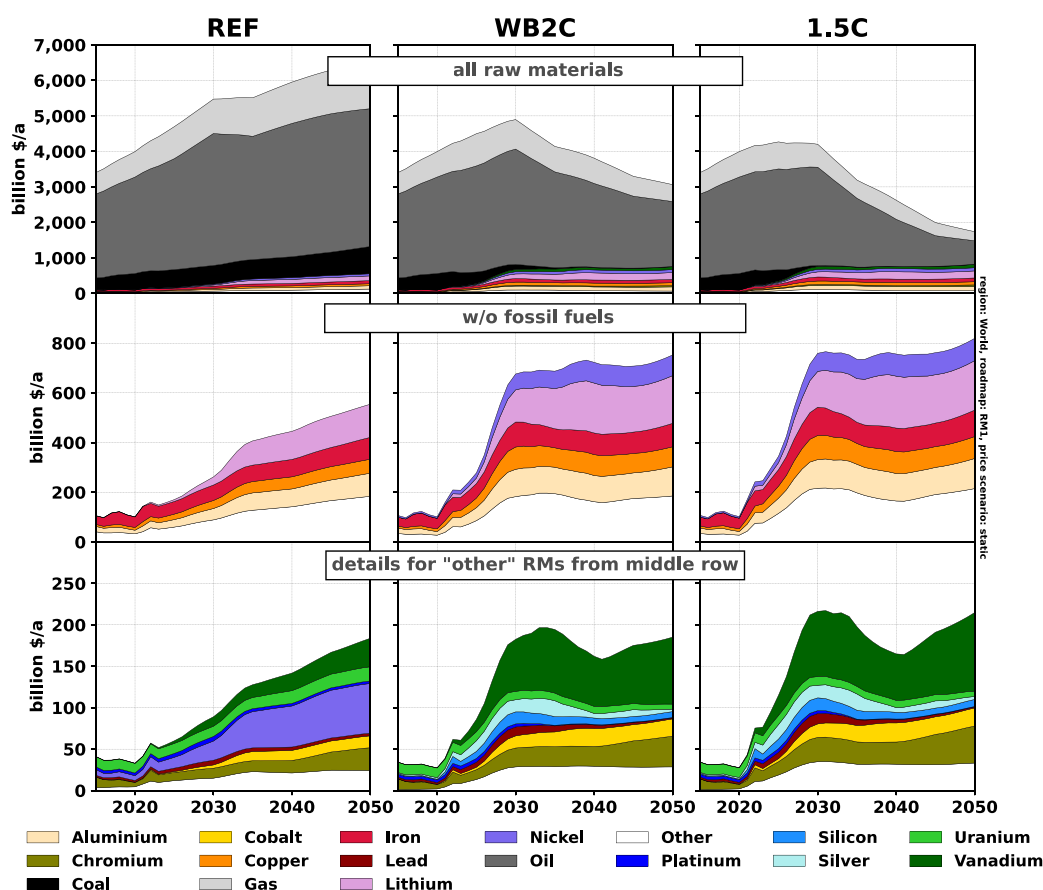 REF WB2C 1.5C
all raw materials
7,000
6,000
5,000
4,000
3,000
2,000
1,000
0
billion $/a
w/o fossil fuels
800
600
400
200
0
billion $/a
details for "other" RMs from middle row
250
200
150
100
50
0
billion $/a
2020 2030 2040 2050 2020 2030 2040 2050 2020 2030 2040 2050
region: World, roadmap: RM1, price scenario: static
Aluminium Cobalt Iron Nickel Other Silicon Uranium
Chromium Copper Lead Oil Platinum Silver Vanadium
Coal Gas Lithium